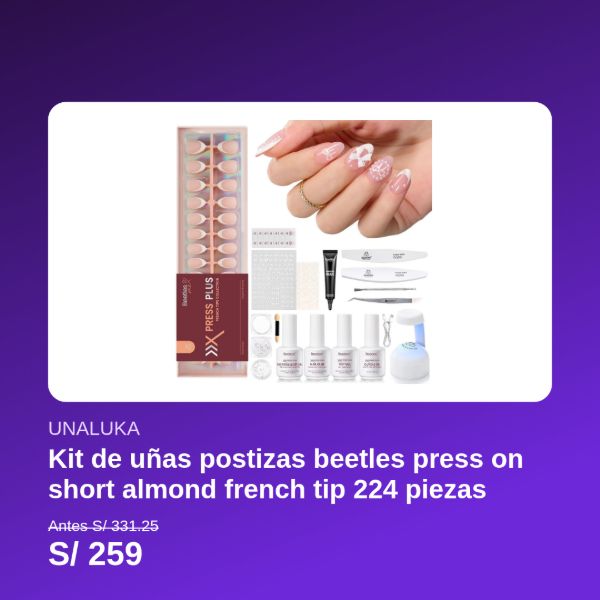 Beetles
PRESS PLUS
UNALUKA
Kit de uñas postizas beetles press on
short almond french tip 224 piezas
Antes S/ 331.25
S/ 259